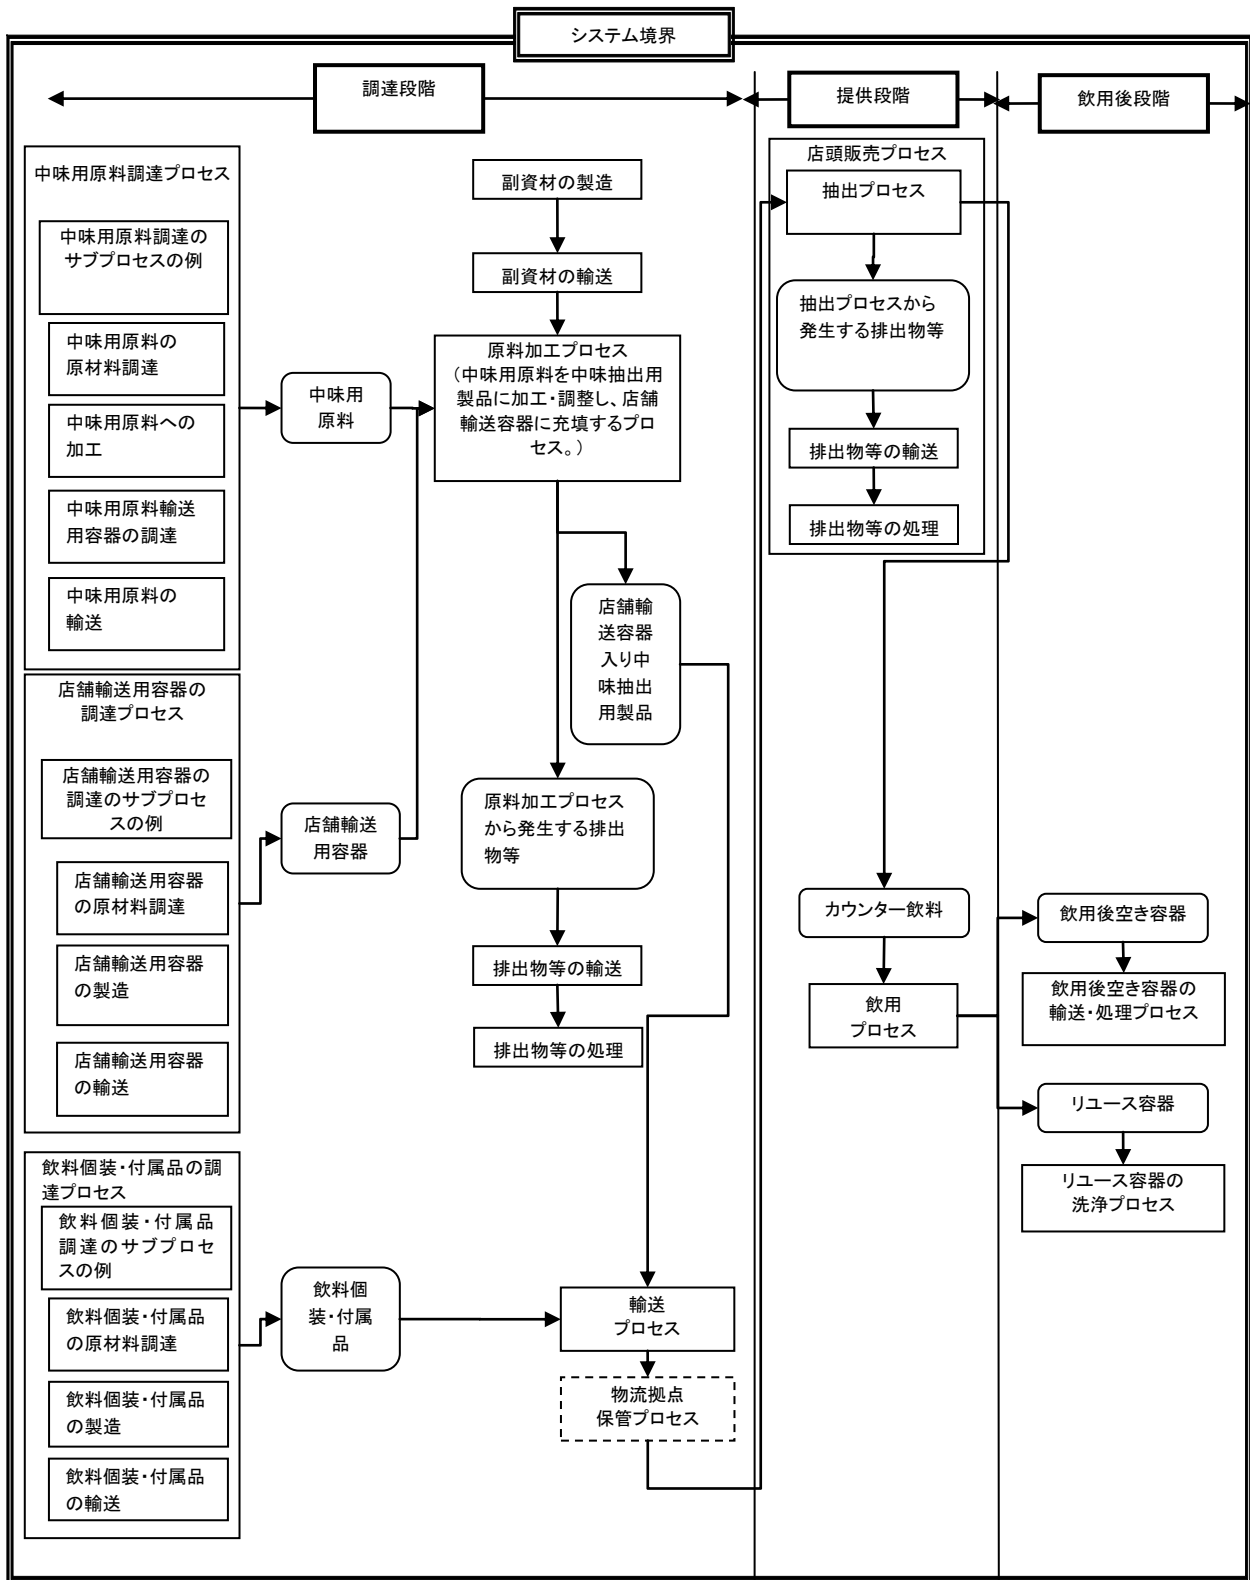 システム境界
調達段階
提供段階
飲用後段階
中味用原料調達プロセス
中味用原料調達の
サブプロセスの例
中味用原料の
原材料調達
中味用原料への
加工
中味用原料輸送
用容器の調達
中味用原料の
輸送
中味用
原料
副資材の製造
副資材の輸送
原料加工プロセス
（中味用原料を中味抽出用
製品に加工・調整し、店舗
輸送容器に充填するプロ
セス。）
店舗輸
送容器
入り中
味抽出
用製品
店舗輸送用容器の
調達プロセス
店舗輸送用容器の
調達のサブプロセ
スの例
店舗輸送用容器
の原材料調達
店舗輸送用容器
の製造
店舗輸送用容器
の輸送
店舗輸送
用容器
原料加工プロセス
から発生する排出
物等
排出物等の輸送
排出物等の処理
飲料個装・付属品の調
達プロセス
飲料個装・付属品
調達のサブプロセ
スの例
飲料個装・付属品
の原材料調達
飲料個装・付属品
の製造
飲料個装・付属品
の輸送
飲料個
装・付属
品
輸送
プロセス
物流拠点
保管プロセス
店頭販売プロセス
抽出プロセス
抽出プロセスから
発生する排出物等
排出物等の輸送
排出物等の処理
カウンター飲料
飲用
プロセス
飲用後空き容器
飲用後空き容器の
輸送・処理プロセス
リユース容器
リユース容器の
洗浄プロセス